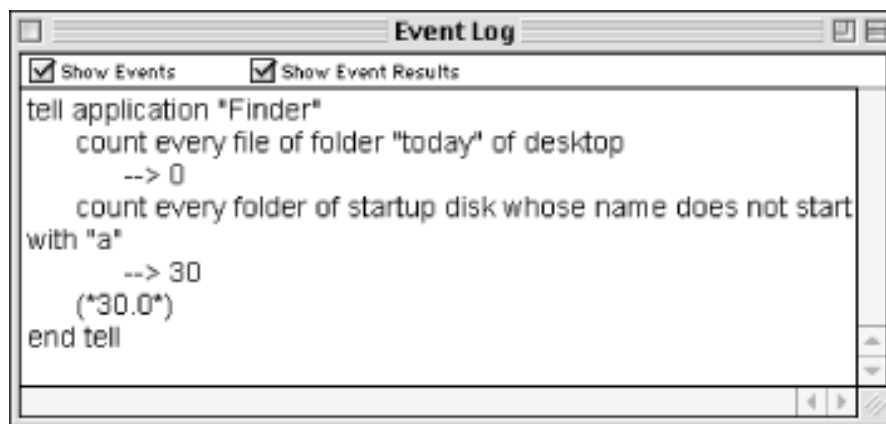 Event Log
Show Events Show Event Results
tell application "Finder"
count every file of folder "today" of desktop
--> 0
count every folder of startup disk whose name does not start
with "a"
--> 30
(*30.0*)
end tell